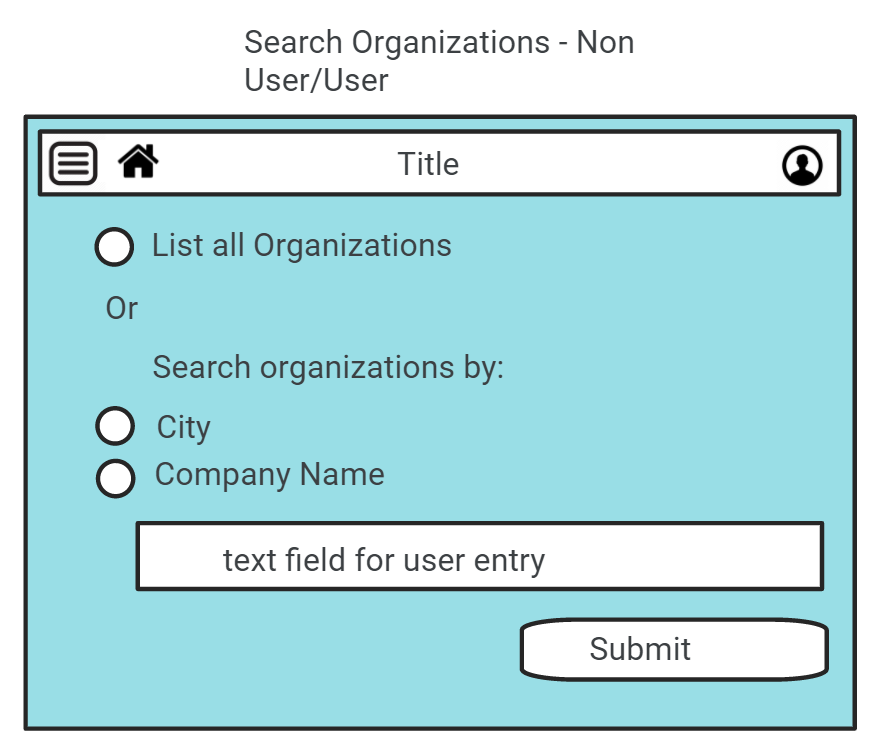 Search Organizations - Non
User/User
Title
List all Organizations
Or
Search organizations by:
City
Company Name
text field for user entry
Submit